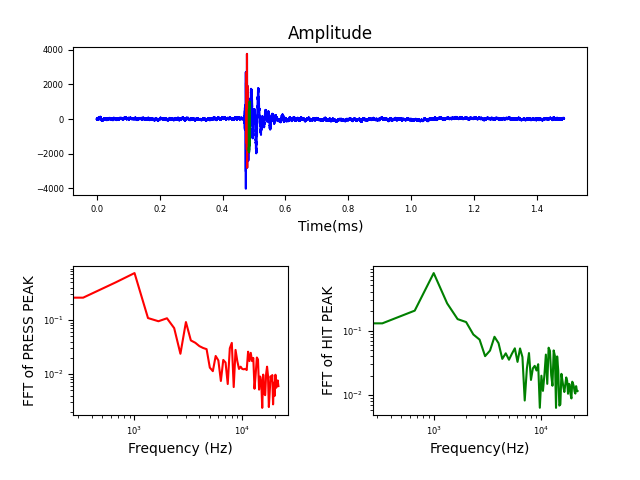 Amplitude
4000
2000
0
−2000
−4000
0.0 0.2 0.4 0.6 0.8 1.0 1.2 1.4
Time(ms)
FFT of PRESS PEAK
10⁻¹
10⁻²
10³ 10⁴
Frequency (Hz)
FFT of HIT PEAK
10⁻¹
10⁻²
10³ 10⁴
Frequency(Hz)